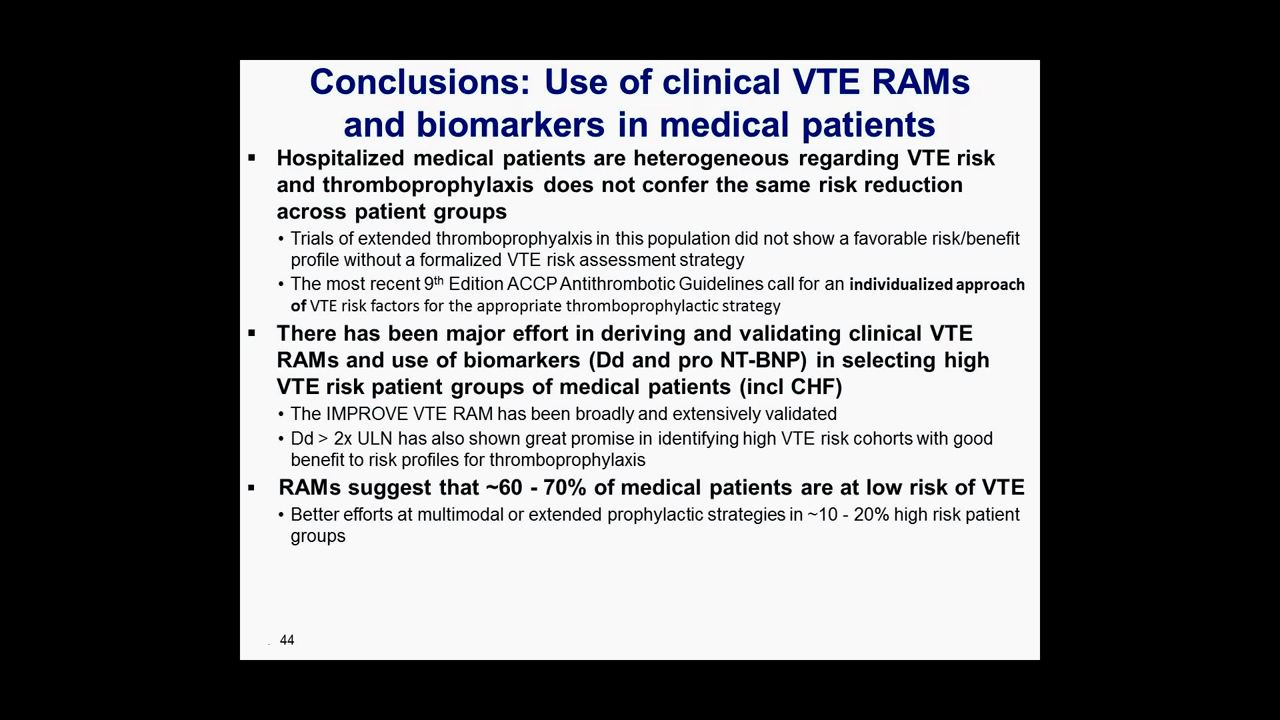 Conclusions: Use of clinical VTE RAMs
and biomarkers in medical patients
▪ Hospitalized medical patients are heterogeneous regarding VTE risk
and thromboprophylaxis does not confer the same risk reduction
across patient groups
• Trials of extended thromboprophyalxis in this population did not show a favorable risk/benefit
profile without a formalized VTE risk assessment strategy
• The most recent 9th Edition ACCP Antithrombotic Guidelines call for an individualized approach
of VTE risk factors for the appropriate thromboprophylactic strategy
▪ There has been major effort in deriving and validating clinical VTE
RAMs and use of biomarkers (Dd and pro NT-BNP) in selecting high
VTE risk patient groups of medical patients (incl CHF)
• The IMPROVE VTE RAM has been broadly and extensively validated
• Dd > 2x ULN has also shown great promise in identifying high VTE risk cohorts with good
benefit to risk profiles for thromboprophylaxis
▪ RAMs suggest that ~60 - 70% of medical patients are at low risk of VTE
• Better efforts at multimodal or extended prophylactic strategies in ~10 - 20% high risk patient
groups
. 44